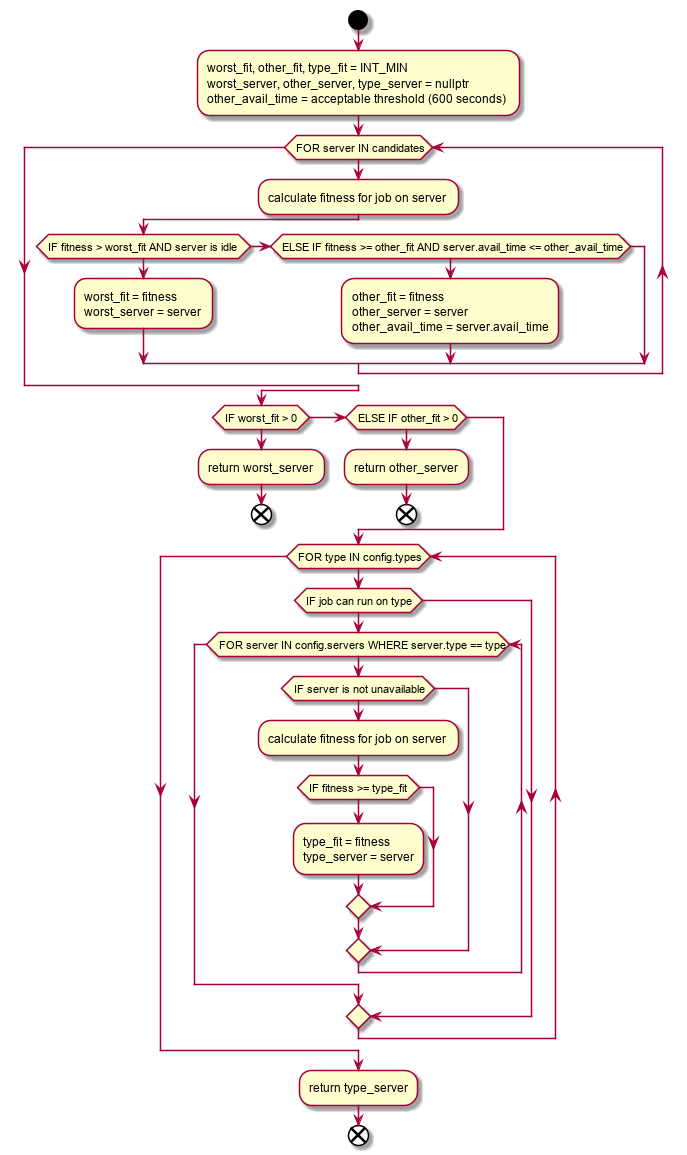 worst_fit, other_fit, type_fit = INT_MIN
worst_server, other_server, type_server = nullptr
other_avail_time = acceptable threshold (600 seconds)
FOR server IN candidates
calculate fitness for job on server
IF fitness > worst_fit AND server is idle
ELSE IF fitness >= other_fit AND server.avail_time <= other_avail_time
worst_fit = fitness
worst_server = server
other_fit = fitness
other_server = server
other_avail_time = server.avail_time
IF worst_fit > 0
ELSE IF other_fit > 0
return worst_server
return other_server
FOR type IN config.types
IF job can run on type
FOR server IN config.servers WHERE server.type == type
IF server is not unavailable
calculate fitness for job on server
IF fitness >= type_fit
type_fit = fitness
type_server = server
return type_server